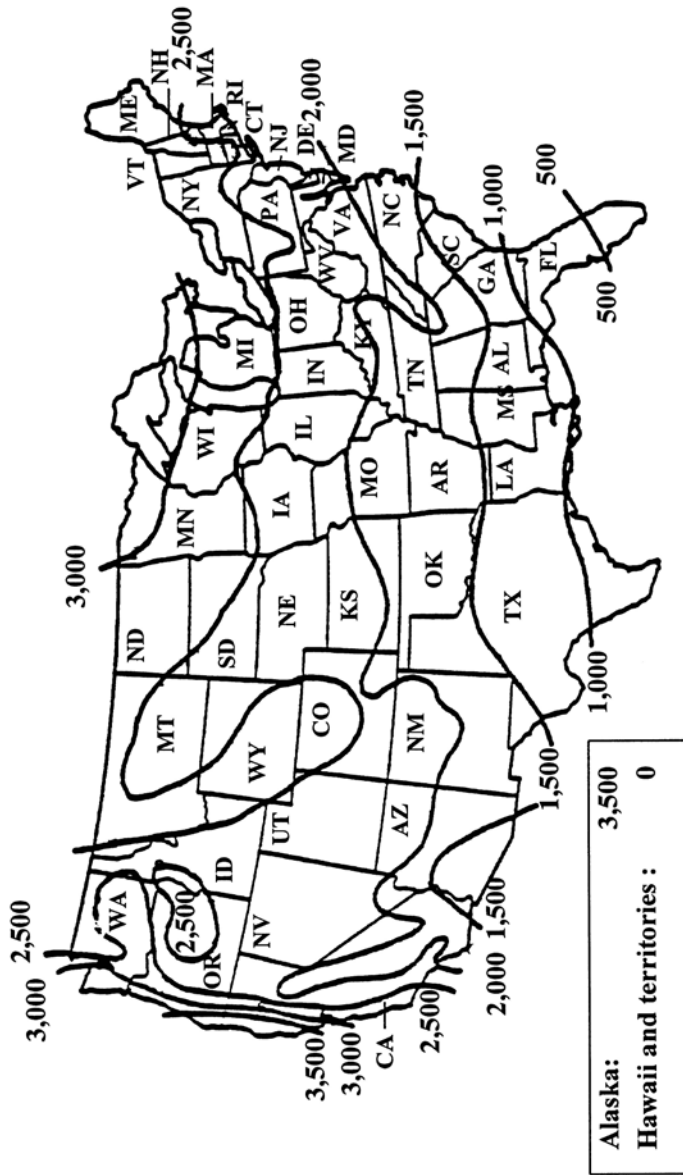 3,000
2,500
3,000
WA
MT
ND
MN
WI
MI
VT
ME
NH
2,500
MA
RI
CT
NY
NJ
PA
DE
2,000
MD
2,500
OR
ID
WY
SD
IA
NE
IL
IN
OH
WV
VA
NV
UT
CO
KS
MO
KY
NC
1,500
3,500
3,000
CA
2,500
2,000
AZ
NM
OK
AR
TN
SC
1,000
GA
AL
MS
LA
TX
FL
500
500
1,500
1,500
1,000
Alaska: 3,500
Hawaii and territories : 0